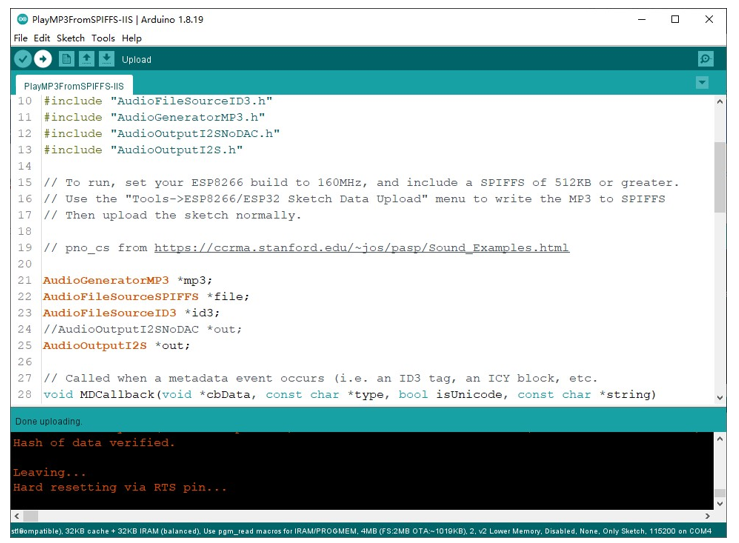 PlayMP3FromSPIFFS-IIS | Arduino 1.8.19
File Edit Sketch Tools Help
Upload
PlayMP3FromSPIFFS-IIS
10 #include "AudioFileSourceID3.h"
11 #include "AudioGeneratorMP3.h"
12 #include "AudioOutputI2SNoDAC.h"
13 #include "AudioOutputI2S.h"
14
15 // To run, set your ESP8266 build to 160MHz, and include a SPIFFS of 512KB or greater.
16 // Use the "Tools->ESP8266/ESP32 Sketch Data Upload" menu to write the MP3 to SPIFFS
17 // Then upload the sketch normally.
18
19 // pno_cs from https://ccrma.stanford.edu/~jos/pasp/Sound_Examples.html
20
21 AudioGeneratorMP3 *mp3;
22 AudioFileSourceSPIFFS *file;
23 AudioFileSourceID3 *id3;
24 //AudioOutputI2SNoDAC *out;
25 AudioOutputI2S *out;
26
27 // Called when a metadata event occurs (i.e. an ID3 tag, an ICY block, etc.
28 void MDCallback(void *cbData, const char *type, bool isUnicode, const char *string)
Done uploading.
Hash of data verified.
Leaving...
Hard resetting via RTS pin...
32KB cache + 32KB IRAM (balanced), Use pgm_read macros for IRAM/PROGMEM, 4MB (FS:2MB OTA:~1019KB), 2, v2 Lower Memory, Disabled, None, Only Sketch, 115200 on COM4